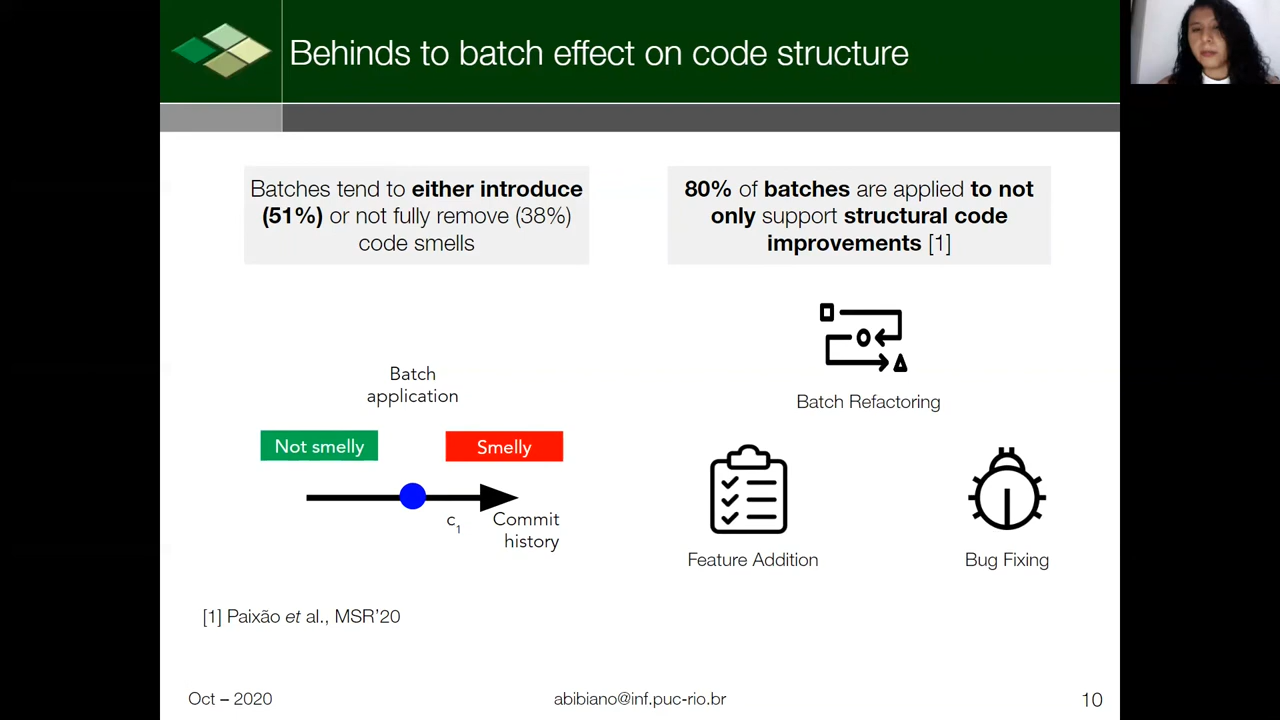 Behinds to batch effect on code structure
Batches tend to either introduce
(51%) or not fully remove (38%)
code smells
80% of batches are applied to not
only support structural code
improvements [1]
Batch
application
Not smelly
Smelly
c1
Commit
history
Batch Refactoring
Feature Addition
Bug Fixing
[1] Paixão et al., MSR'20
Oct – 2020
abibiano@inf.puc-rio.br
10